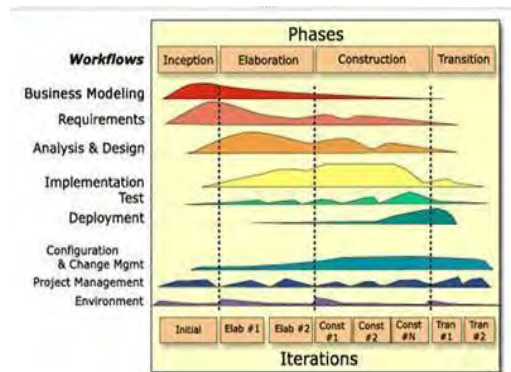 Phases
Workflows
Inception
Elaboration
Construction
Transition
Business Modeling
Requirements
Analysis & Design
Implementation
Test
Deployment
Configuration
& Change Mgmt
Project Management
Environment
Initial
Elab #1
Elab #2
Const
#1
Const
#2
Const
#N
Tran
#1
Tran
#2
Iterations